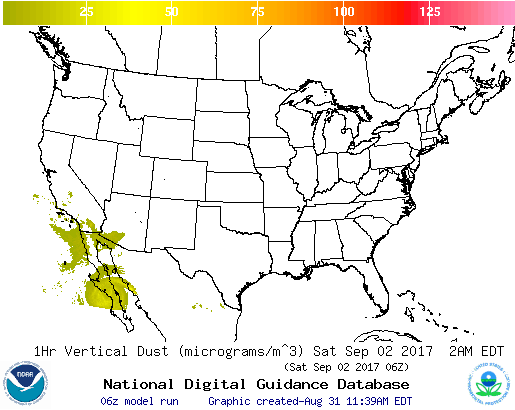 25 50 75 100 125
1Hr Vertical Dust (micrograms/m^3) Sat Sep 02 2017 2AM EDT
(Sat Sep 02 2017 06Z)
NOAA
National Digital Guidance Database
06z model run Graphic created-Aug 31 11:39AM EDT